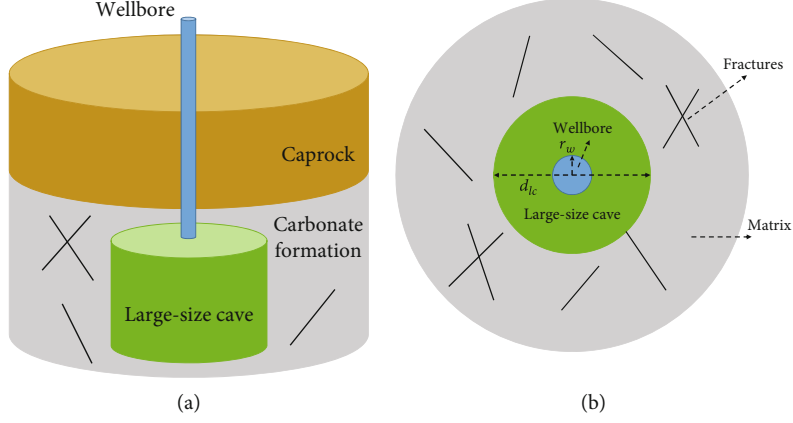 Wellbore
Caprock
Carbonate
formation
Large-size cave
(a)
Fractures
Wellbore
r_w
d_lc
Large-size cave
Matrix
(b)